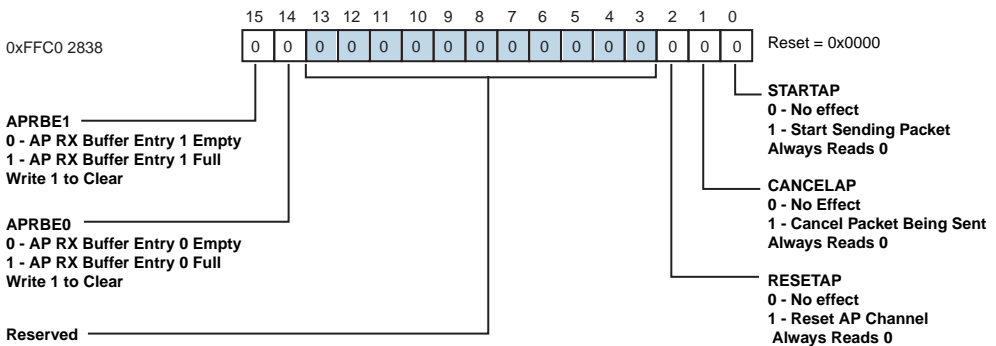 15 14 13 12 11 10 9 8 7 6 5 4 3 2 1 0
0xFFC0 2838
0 0 0 0 0 0 0 0 0 0 0 0 0 0 0 0
Reset = 0x0000
APRBE1
0 - AP RX Buffer Entry 1 Empty
1 - AP RX Buffer Entry 1 Full
Write 1 to Clear
APRBE0
0 - AP RX Buffer Entry 0 Empty
1 - AP RX Buffer Entry 0 Full
Write 1 to Clear
Reserved
STARTAP
0 - No effect
1 - Start Sending Packet
Always Reads 0
CANCELAP
0 - No Effect
1 - Cancel Packet Being Sent
Always Reads 0
RESETAP
0 - No effect
1 - Reset AP Channel
Always Reads 0